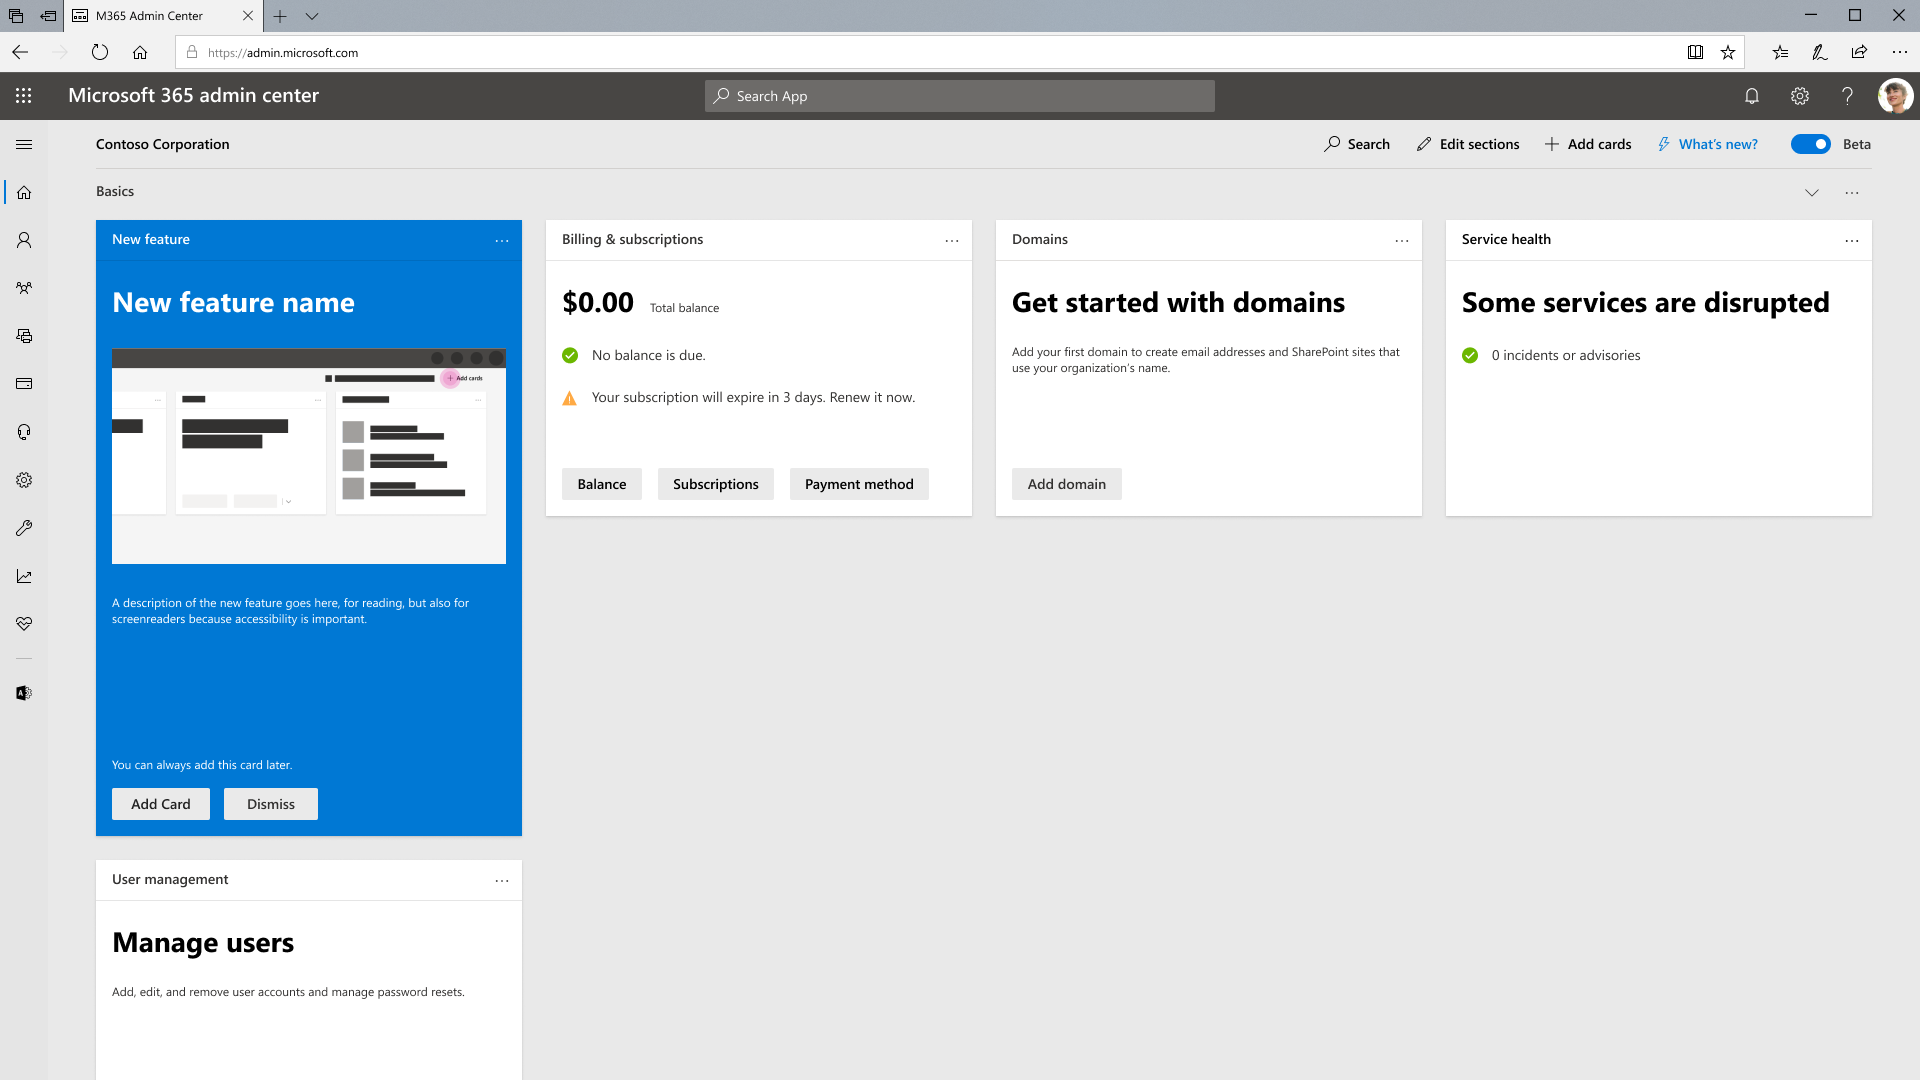 M365 Admin Center
https://admin.microsoft.com
Microsoft 365 admin center
Search App
Contoso Corporation
Search
Edit sections
Add cards
What's new?
Beta
Basics
New feature
New feature name
Add cards
A description of the new feature goes here, for reading, but also for
screenreaders because accessibility is important.
You can always add this card later.
Add Card
Dismiss
Billing & subscriptions
$0.00 Total balance
No balance is due.
Your subscription will expire in 3 days. Renew it now.
Balance
Subscriptions
Payment method
Domains
Get started with domains
Add your first domain to create email addresses and SharePoint sites that
use your organization's name.
Add domain
Service health
Some services are disrupted
0 incidents or advisories
User management
Manage users
Add, edit, and remove user accounts and manage password resets.